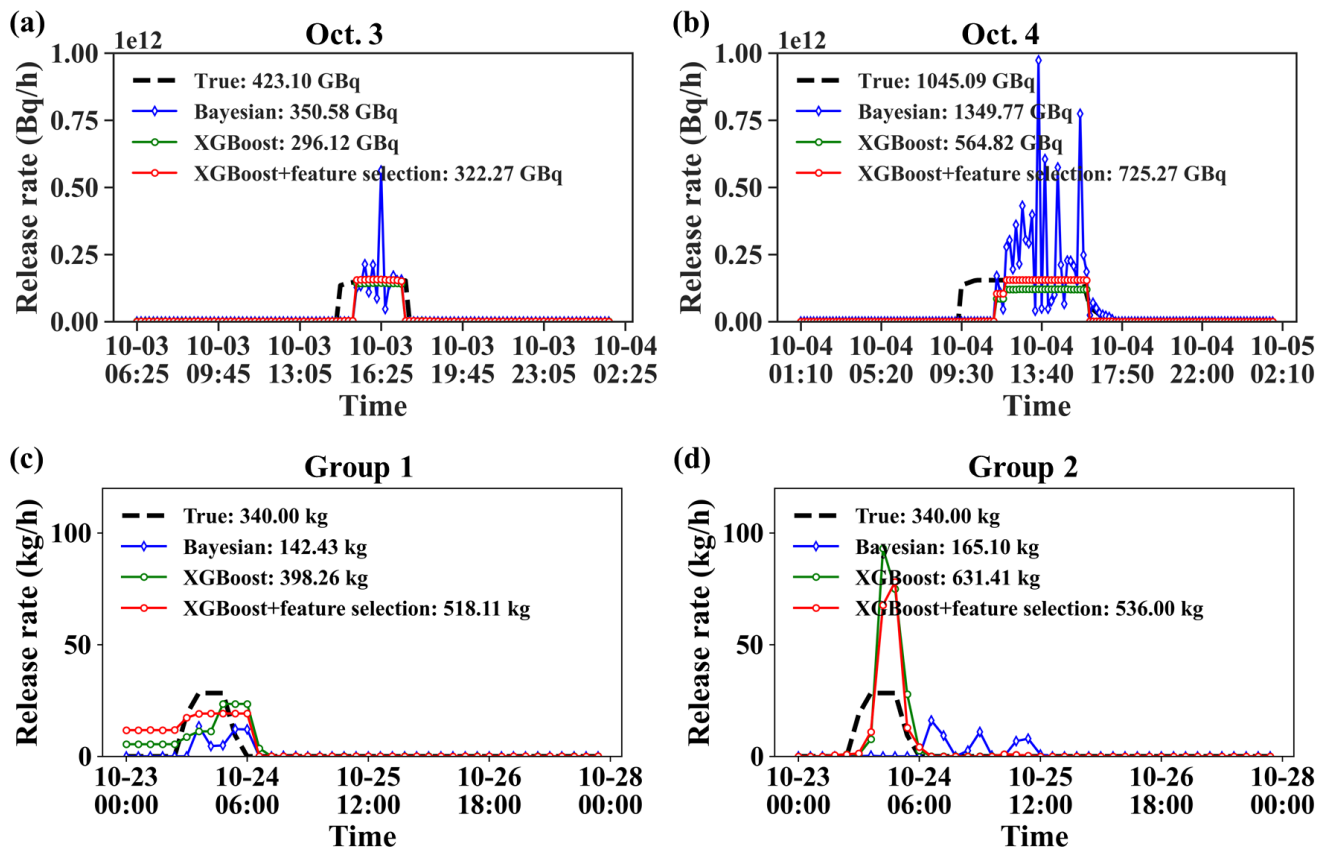 (a)
Oct. 3
1e12
Release rate (Bq/h)
1.00
0.75
0.50
0.25
0.00
True: 423.10 GBq
Bayesian: 350.58 GBq
XGBoost: 296.12 GBq
XGBoost+feature selection: 322.27 GBq
10-03 10-03 10-03 10-03 10-03 10-03 10-04
06:25 09:45 13:05 16:25 19:45 23:05 02:25
Time
(b)
Oct. 4
1e12
Release rate (Bq/h)
1.00
0.75
0.50
0.25
0.00
True: 1045.09 GBq
Bayesian: 1349.77 GBq
XGBoost: 564.82 GBq
XGBoost+feature selection: 725.27 GBq
10-04 10-04 10-04 10-04 10-04 10-04 10-05
01:10 05:20 09:30 13:40 17:50 22:00 02:10
Time
(c)
Group 1
Release rate (kg/h)
100
50
0
True: 340.00 kg
Bayesian: 142.43 kg
XGBoost: 398.26 kg
XGBoost+feature selection: 518.11 kg
10-23 10-24 10-25 10-26 10-28
00:00 06:00 12:00 18:00 00:00
Time
(d)
Group 2
Release rate (kg/h)
100
50
0
True: 340.00 kg
Bayesian: 165.10 kg
XGBoost: 631.41 kg
XGBoost+feature selection: 536.00 kg
10-23 10-24 10-25 10-26 10-28
00:00 06:00 12:00 18:00 00:00
Time